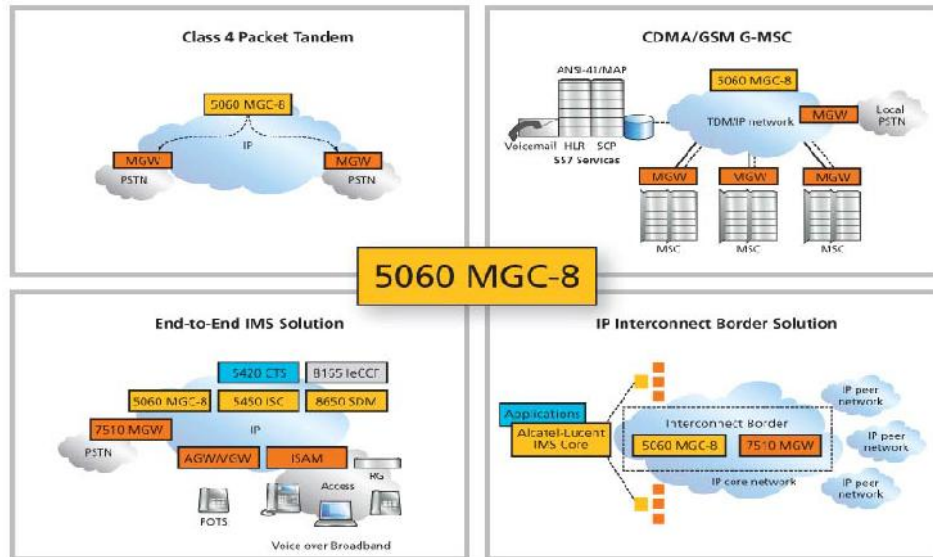 Class 4 Packet Tandem
5060 MGC-8
IP
MGW
MGW
PSTN
PSTN
CDMA/GSM G-MSC
ANSI-41/MAP
5060 MGC-8
TDM/IP network
MGW
Local
PSTN
Voicemail HLR SCP
SS7 Services
MGW
MGW
MGW
MSC
MSC
MSC
5060 MGC-8
End-to-End IMS Solution
5420 CTS
8155 IeCCF
5060 MGC-8
5450 ISC
8650 SDM
7510 MGW
IP
PSTN
AGW/VGW
ISAM
Access
RG
POTS
Voice over Broadband
IP Interconnect Border Solution
Applications
Alcatel-Lucent
IMS Core
Interconnect Border
5060 MGC-8
7510 MGW
IP core network
IP peer
network
IP peer
network
IP peer
network